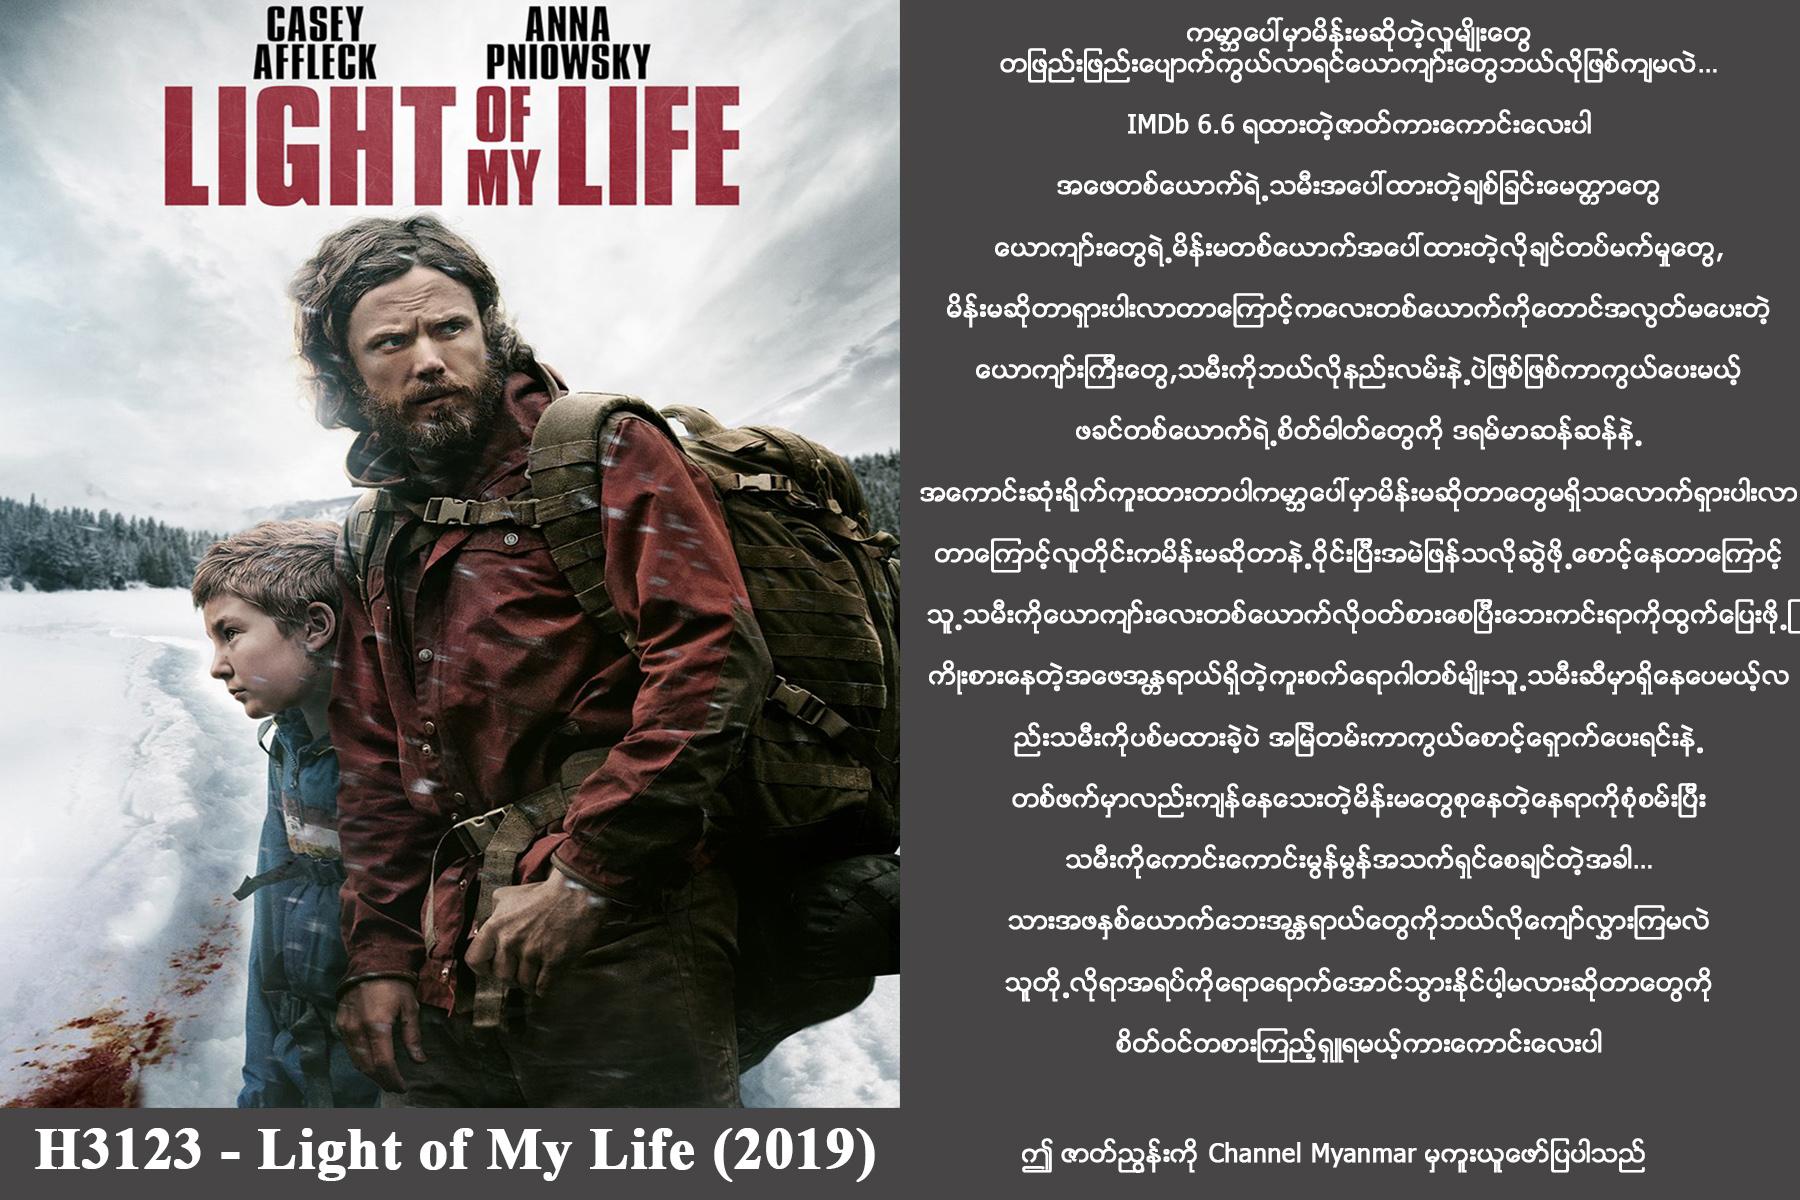 CASEY AFFLECK
ANNA PNIOWSKY
LIGHT OF MY LIFE
H3123 - Light of My Life (2019)
ကမ္ဘာပေါ်မှာမိန်းမဆိုတဲ့လူမျိုးတွေ
တဖြည်းဖြည်းပျောက်ကွယ်လာရင်ယောကျာ်းတွေဘယ်လိုဖြစ်ကျမလဲ...
IMDb 6.6 ရထားတဲ့ဇာတ်ကားကောင်းလေးပါ
အဖေတစ်ယောက်ရဲ့သမီးအပေါ်ထားတဲ့ချစ်ခြင်းမေတ္တာတွေ
ယောကျာ်းတွေရဲ့မိန်းမတစ်ယောက်အပေါ်ထားတဲ့လိုချင်တပ်မက်မှုတွေ,
မိန်းမဆိုတာရှားပါးလာတာကြောင့်ကလေးတစ်ယောက်ကိုတောင်အလွတ်မပေးတဲ့
ယောကျာ်းကြီးတွေ,သမီးကိုဘယ်လိုနည်းလမ်းနဲ့ပဲဖြစ်ဖြစ်ကာကွယ်ပေးမယ့်
ဖခင်တစ်ယောက်ရဲ့စိတ်ဓါတ်တွေကို ဒရမ်မာဆန်ဆန်နဲ့
အကောင်းဆုံးရိုက်ကူးထားတာပါကမ္ဘာပေါ်မှာမိန်းမဆိုတာတွေမရှိသလောက်ရှားပါးလာ
တာကြောင့်လူတိုင်းကမိန်းမဆိုတာနဲ့ဝိုင်းပြီးအမဲဖြန်သလိုဆွဲဖို့စောင့်နေတာကြောင့်
သူ့သမီးကိုယောကျာ်းလေးတစ်ယောက်လိုဝတ်စားစေပြီးဘေးကင်းရာကိုထွက်ပြေးဖို့
ကိုးစားနေတဲ့အဖေအန္တရာယ်ရှိတဲ့ကူးစက်ရောဂါတစ်မျိုးသူ့သမီးဆီမှာရှိနေပေမယ့်လ
ည်းသမီးကိုပစ်မထားခဲ့ပဲ အမြဲတမ်းကာကွယ်စောင့်ရှောက်ပေးရင်းနဲ့
တစ်ဖက်မှာလည်းကျန်နေသေးတဲ့မိန်းမတွေစုနေတဲ့နေရာကိုစုံစမ်းပြီး
သမီးကိုကောင်းကောင်းမွန်မွန်အသက်ရှင်စေချင်တဲ့အခါ...
သားအဖနှစ်ယောက်ဘေးအန္တရာယ်တွေကိုဘယ်လိုကျော်လွှားကြမလဲ
သူတို့လိုရာအရပ်ကိုရောရောက်အောင်သွားနိုင်ပါ့မလားဆိုတာတွေကို
စိတ်ဝင်တစားကြည့်ရှူရမယ့်ကားကောင်းလေးပါ
ဤ ဇာတ်ညွှန်းကို Channel Myanmar မှကူးယူဖော်ပြပါသည်